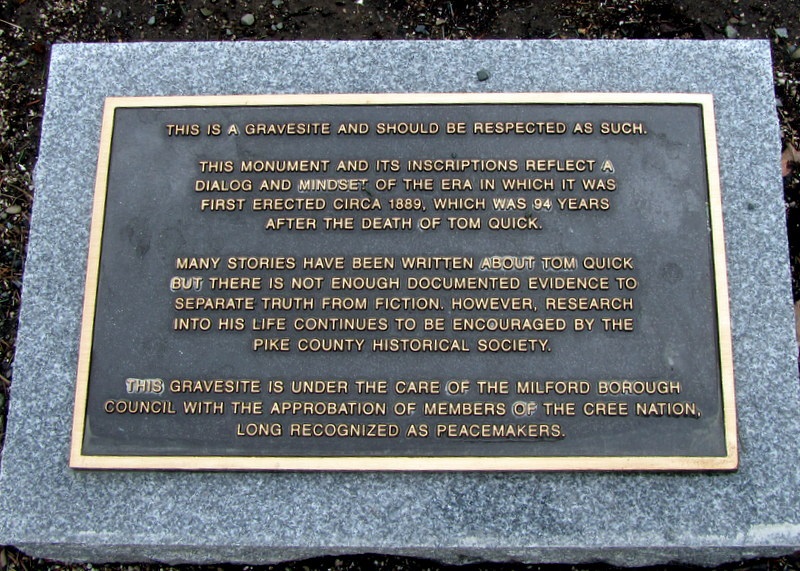 THIS IS A GRAVESITE AND SHOULD BE RESPECTED AS SUCH.
THIS MONUMENT AND ITS INSCRIPTIONS REFLECT A
DIALOG AND MINDSET OF THE ERA IN WHICH IT WAS
FIRST ERECTED CIRCA 1889, WHICH WAS 94 YEARS
AFTER THE DEATH OF TOM QUICK.
MANY STORIES HAVE BEEN WRITTEN ABOUT TOM QUICK
BUT THERE IS NOT ENOUGH DOCUMENTED EVIDENCE TO
SEPARATE TRUTH FROM FICTION. HOWEVER, RESEARCH
INTO HIS LIFE CONTINUES TO BE ENCOURAGED BY THE
PIKE COUNTY HISTORICAL SOCIETY.
THIS GRAVESITE IS UNDER THE CARE OF THE MILFORD BOROUGH
COUNCIL WITH THE APPROBATION OF MEMBERS OF THE CREE NATION,
LONG RECOGNIZED AS PEACEMAKERS.